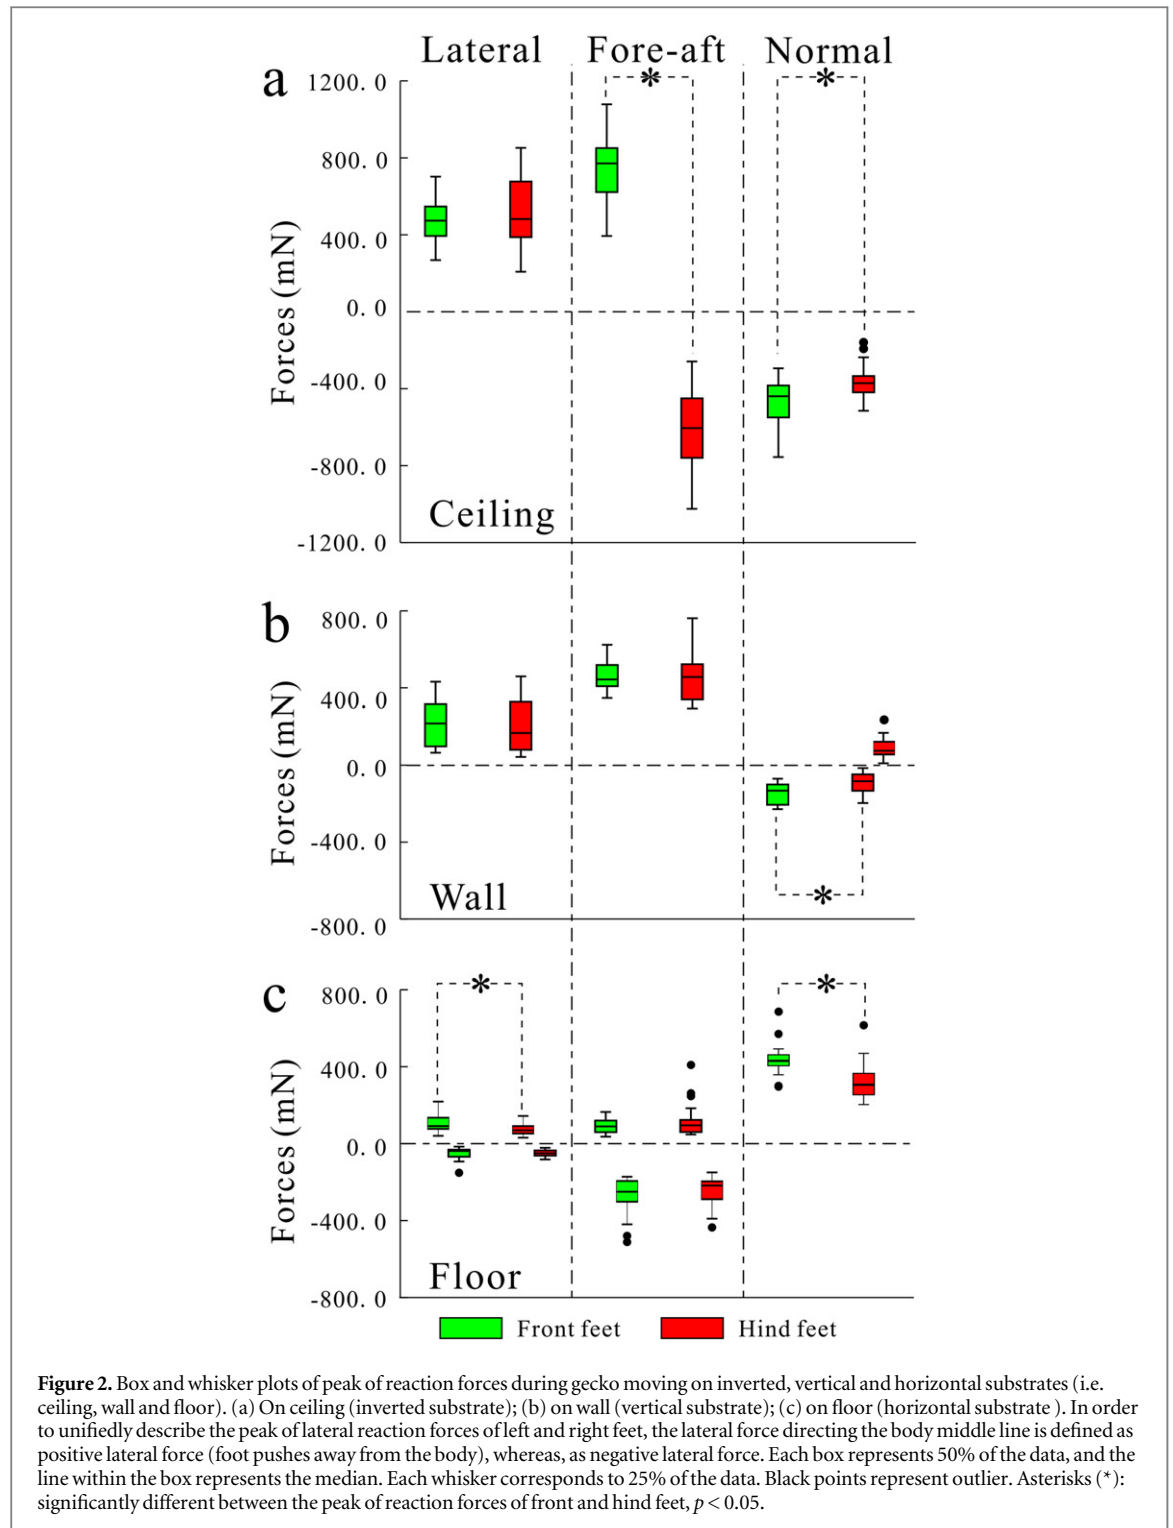 Lateral Fore-aft Normal
a
1200. 0
*
*
800. 0
400. 0
0. 0
-400. 0
-800. 0
-1200. 0
Forces (mN)
Ceiling
b
800. 0
400. 0
0. 0
-400. 0
-800. 0
Forces (mN)
*
Wall
c
*
*
800. 0
400. 0
0. 0
-400. 0
-800. 0
Forces (mN)
Floor
Front feet Hind feet
Figure 2. Box and whisker plots of peak of reaction forces during gecko moving on inverted, vertical and horizontal substrates (i.e.
ceiling, wall and floor). (a) On ceiling (inverted substrate); (b) on wall (vertical substrate); (c) on floor (horizontal substrate ). In order
to unifiedly describe the peak of lateral reaction forces of left and right feet, the lateral force directing the body middle line is defined as
positive lateral force (foot pushes away from the body), whereas, as negative lateral force. Each box represents 50% of the data, and the
line within the box represents the median. Each whisker corresponds to 25% of the data. Black points represent outlier. Asterisks (*):
significantly different between the peak of reaction forces of front and hind feet, p < 0.05.